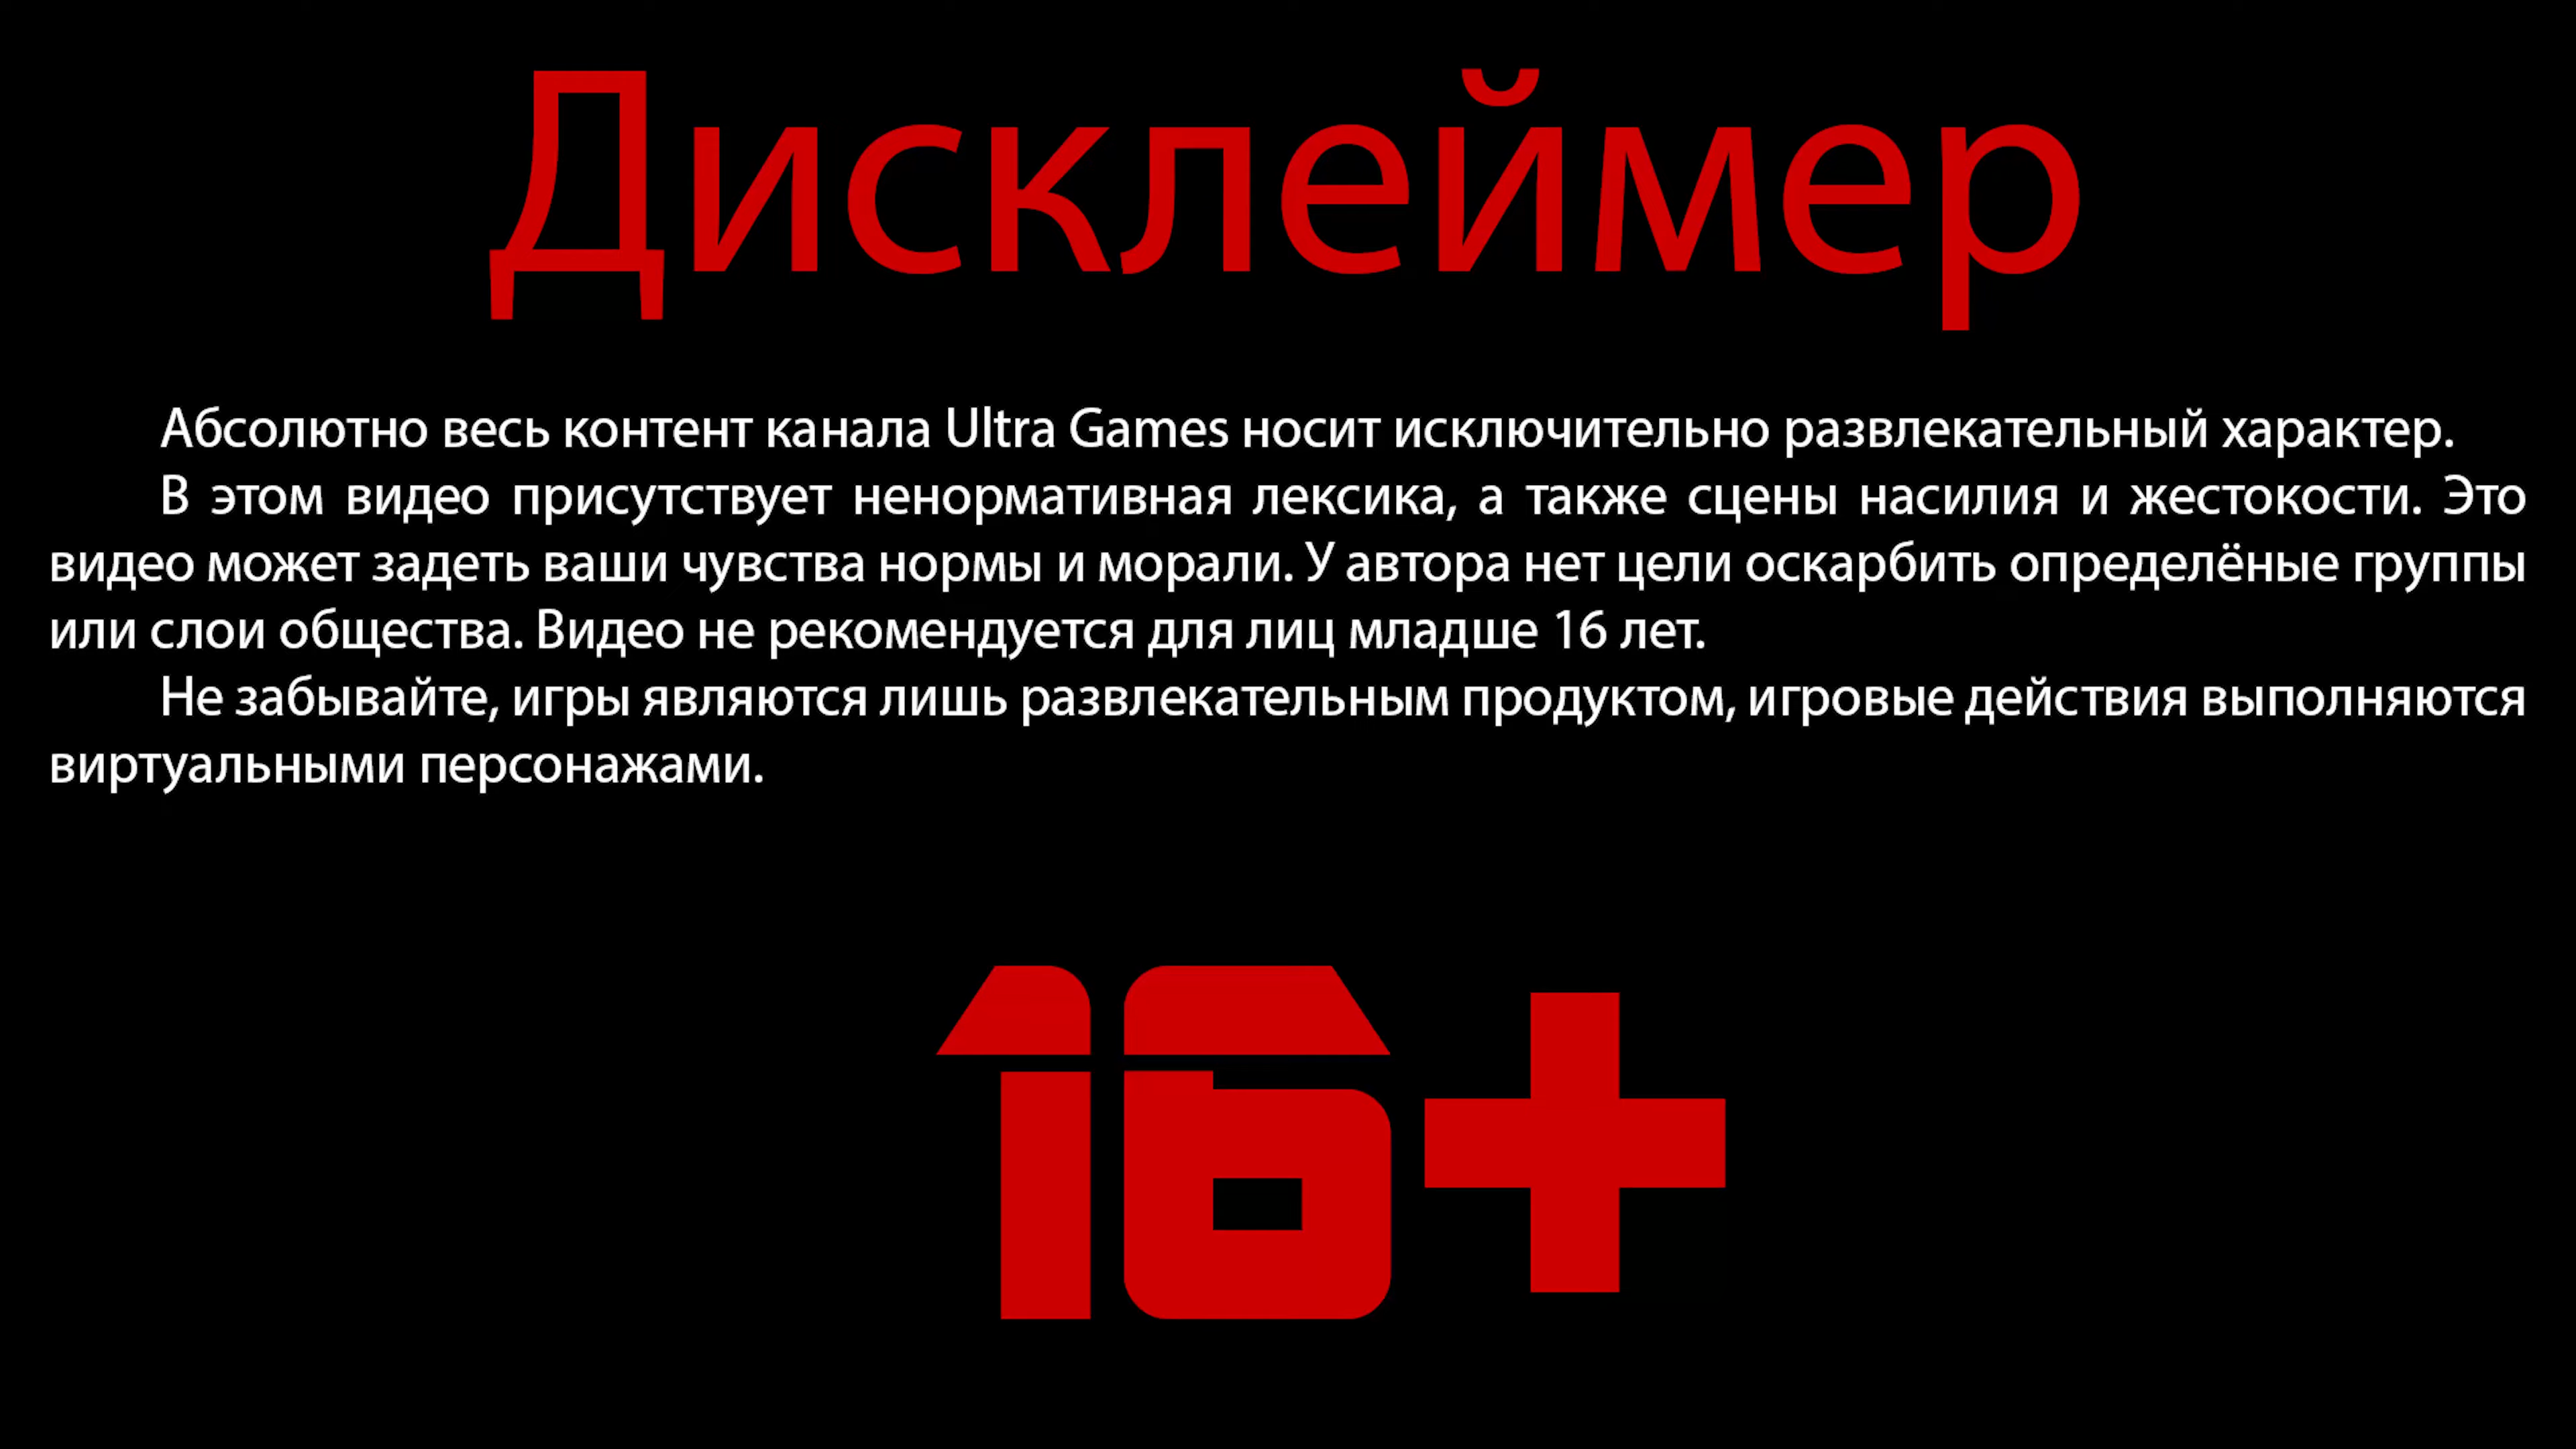 Дисклеймер
Абсолютно весь контент канала Ultra Games носит исключительно развлекательный характер.
В этом видео присутствует ненормативная лексика, а также сцены насилия и жестокости. Это
видео может задеть ваши чувства нормы и морали. У автора нет цели оскарбить определёные группы
или слои общества. Видео не рекомендуется для лиц младше 16 лет.
Не забывайте, игры являются лишь развлекательным продуктом, игровые действия выполняются
виртуальными персонажами.
16+